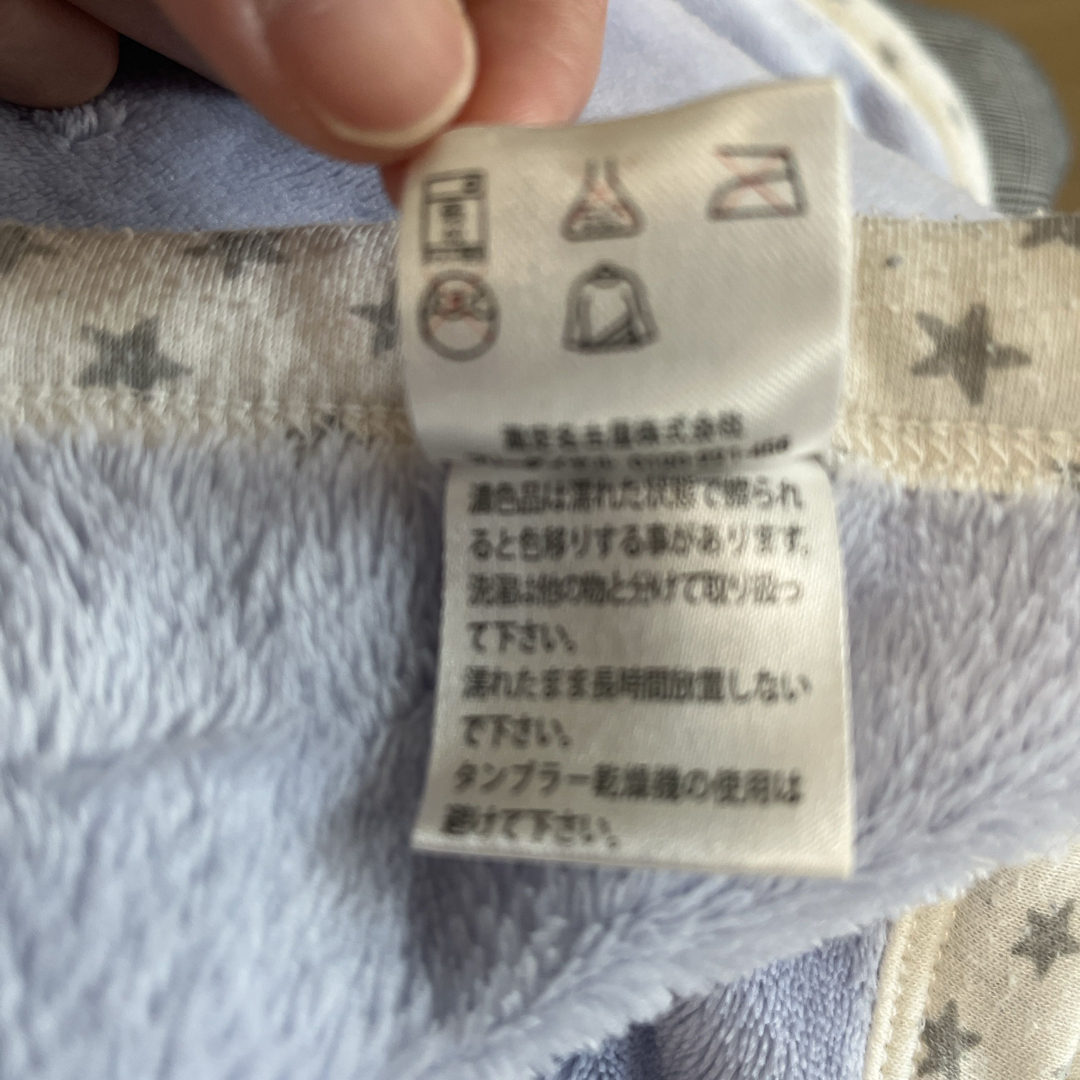 濃色品は濡れた状態で擦られ
ると色移りする事があります。
洗濯は他の物と分けて取り扱っ
て下さい。
濡れたまま長時間放置しない
で下さい。
タンブラー乾燥機の使用は
避けて下さい。